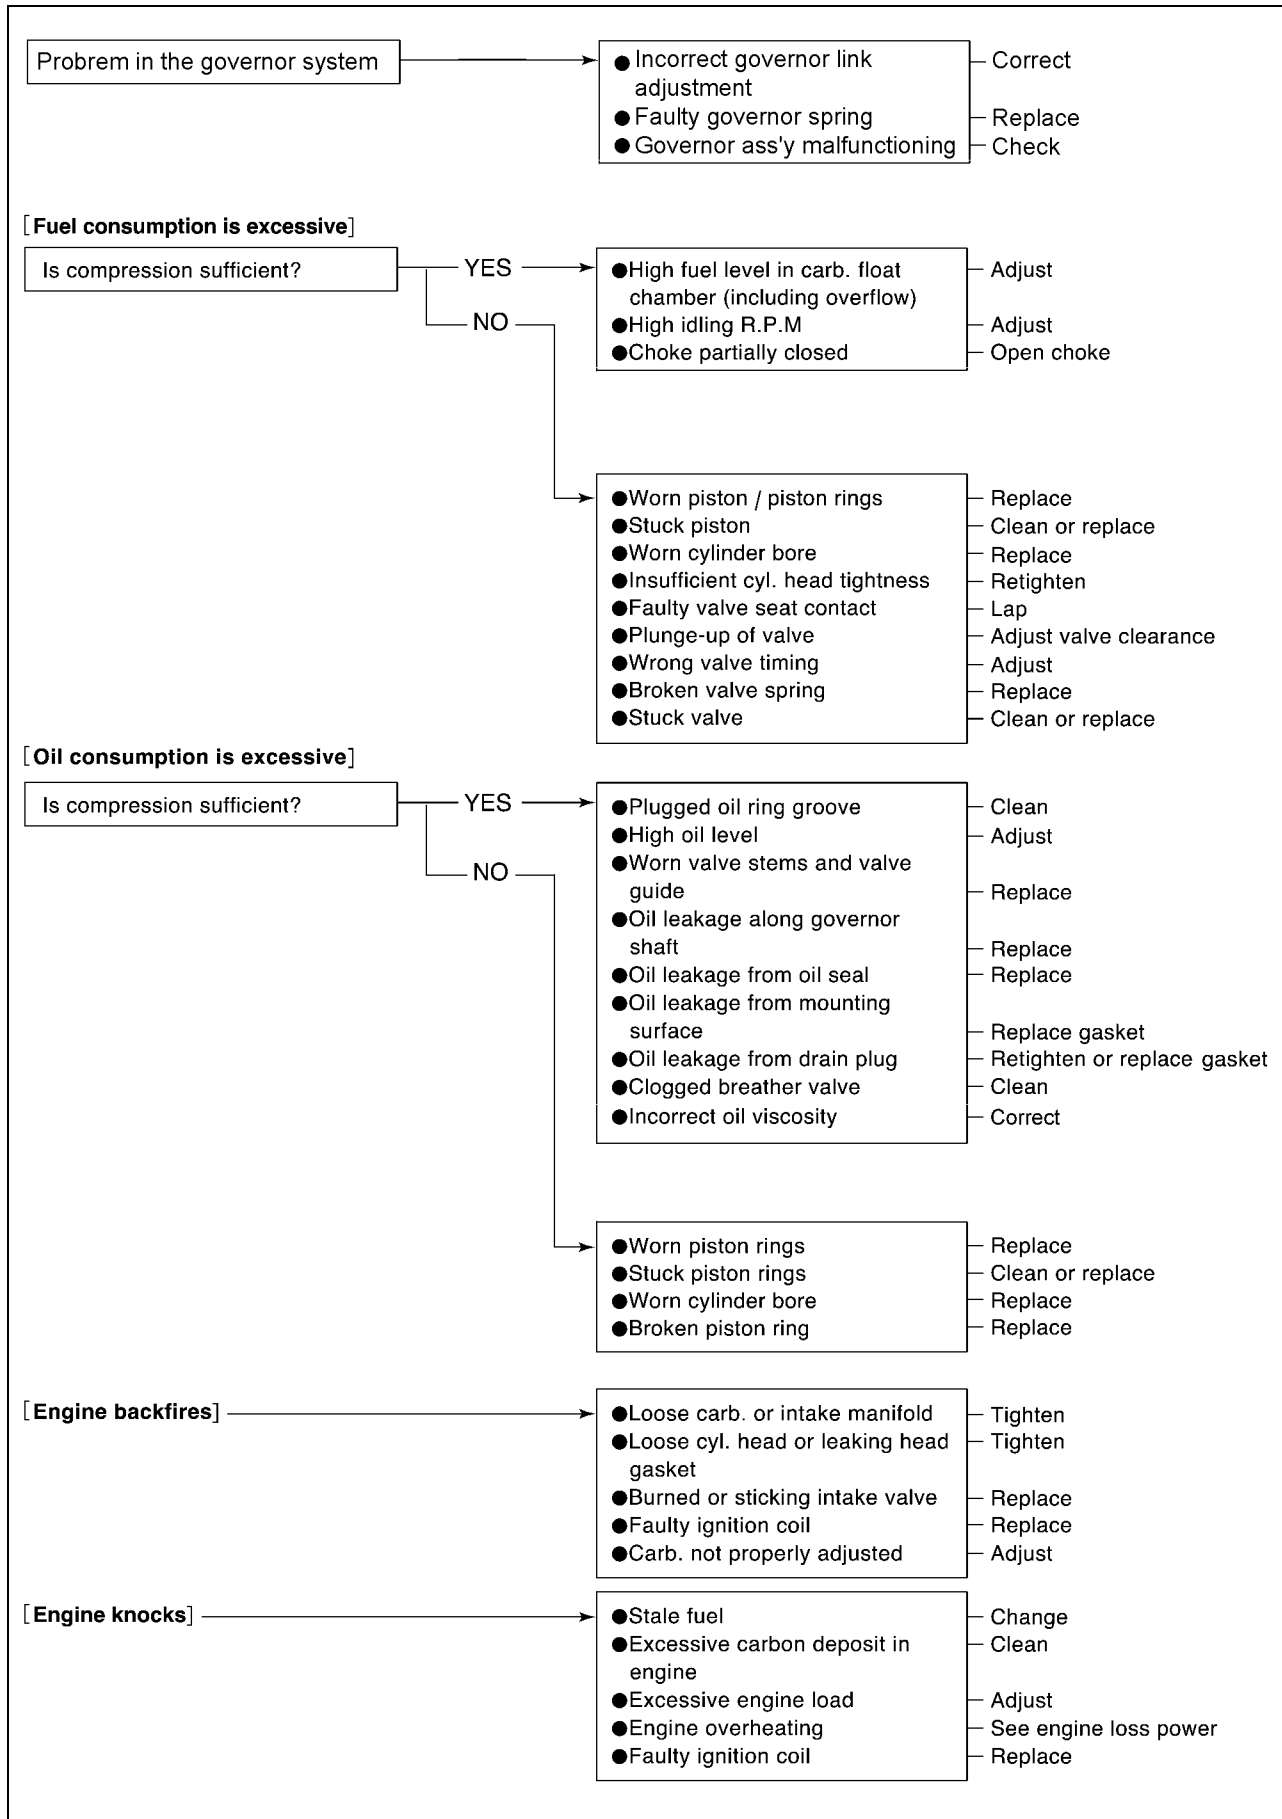 Probrem in the governor system
● Incorrect governor link
adjustment
Correct
● Faulty governor spring
Replace
● Governor ass'y malfunctioning
Check
[Fuel consumption is excessive]
Is compression sufficient?
YES
●High fuel level in carb. float
chamber (including overflow)
Adjust
●High idling R.P.M
Adjust
●Choke partially closed
Open choke
NO
●Worn piston / piston rings
Replace
●Stuck piston
Clean or replace
●Worn cylinder bore
Replace
●Insufficient cyl. head tightness
Retighten
●Faulty valve seat contact
Lap
●Plunge-up of valve
Adjust valve clearance
●Wrong valve timing
Adjust
●Broken valve spring
Replace
●Stuck valve
Clean or replace
[Oil consumption is excessive]
Is compression sufficient?
YES
●Plugged oil ring groove
Clean
●High oil level
Adjust
●Worn valve stems and valve
guide
Replace
●Oil leakage along governor
shaft
Replace
●Oil leakage from oil seal
Replace
●Oil leakage from mounting
surface
Replace gasket
●Oil leakage from drain plug
Retighten or replace gasket
●Clogged breather valve
Clean
●Incorrect oil viscosity
Correct
NO
●Worn piston rings
Replace
●Stuck piston rings
Clean or replace
●Worn cylinder bore
Replace
●Broken piston ring
Replace
[Engine backfires]
●Loose carb. or intake manifold
Tighten
●Loose cyl. head or leaking head
gasket
Tighten
●Burned or sticking intake valve
Replace
●Faulty ignition coil
Replace
●Carb. not properly adjusted
Adjust
[Engine knocks]
●Stale fuel
Change
●Excessive carbon deposit in
engine
Clean
●Excessive engine load
Adjust
●Engine overheating
See engine loss power
●Faulty ignition coil
Replace